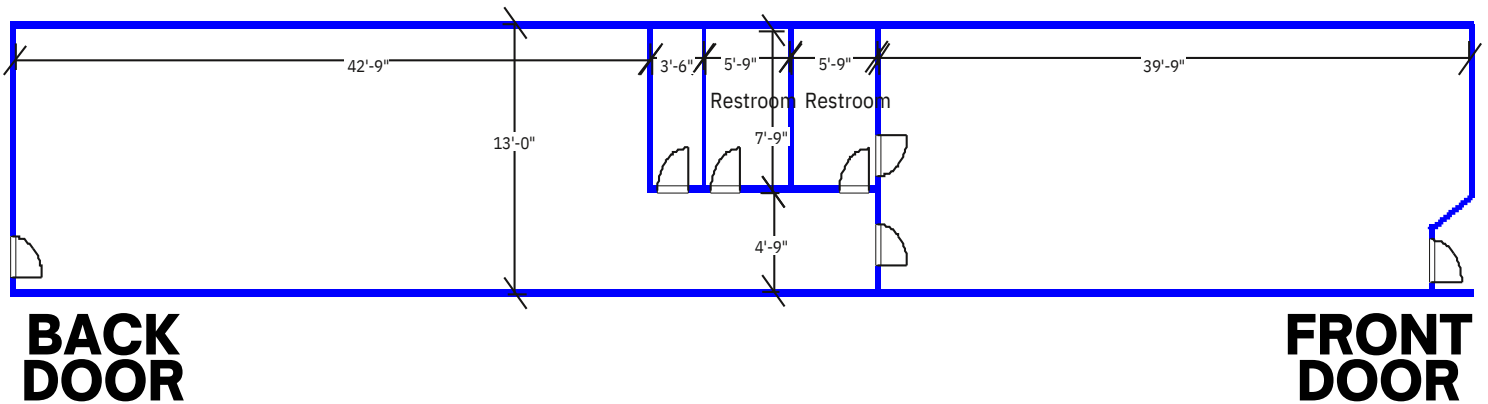 42'-9"
3'-6"
5'-9"
5'-9"
39'-9"
Restroom
Restroom
13'-0"
7'-9"
4'-9"
BACK
DOOR
FRONT
DOOR